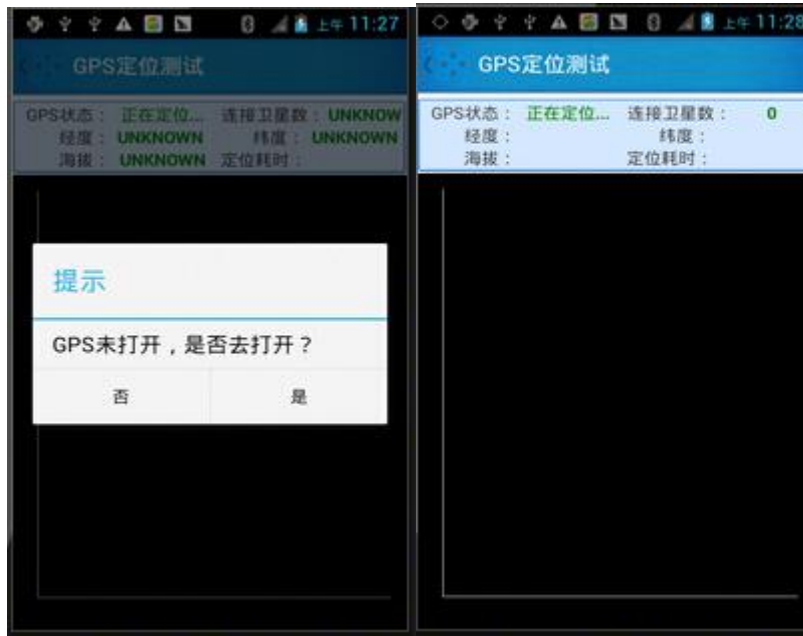 上午 11:27
GPS定位测试
GPS状态： 正在定位... 连接卫星数： UNKNOW
经度： UNKNOWN 纬度： UNKNOWN
海拔： UNKNOWN 定位耗时：
提示
GPS未打开，是否去打开？
否 是
上午 11:28
GPS定位测试
GPS状态： 正在定位... 连接卫星数： 0
经度： 纬度：
海拔： 定位耗时：